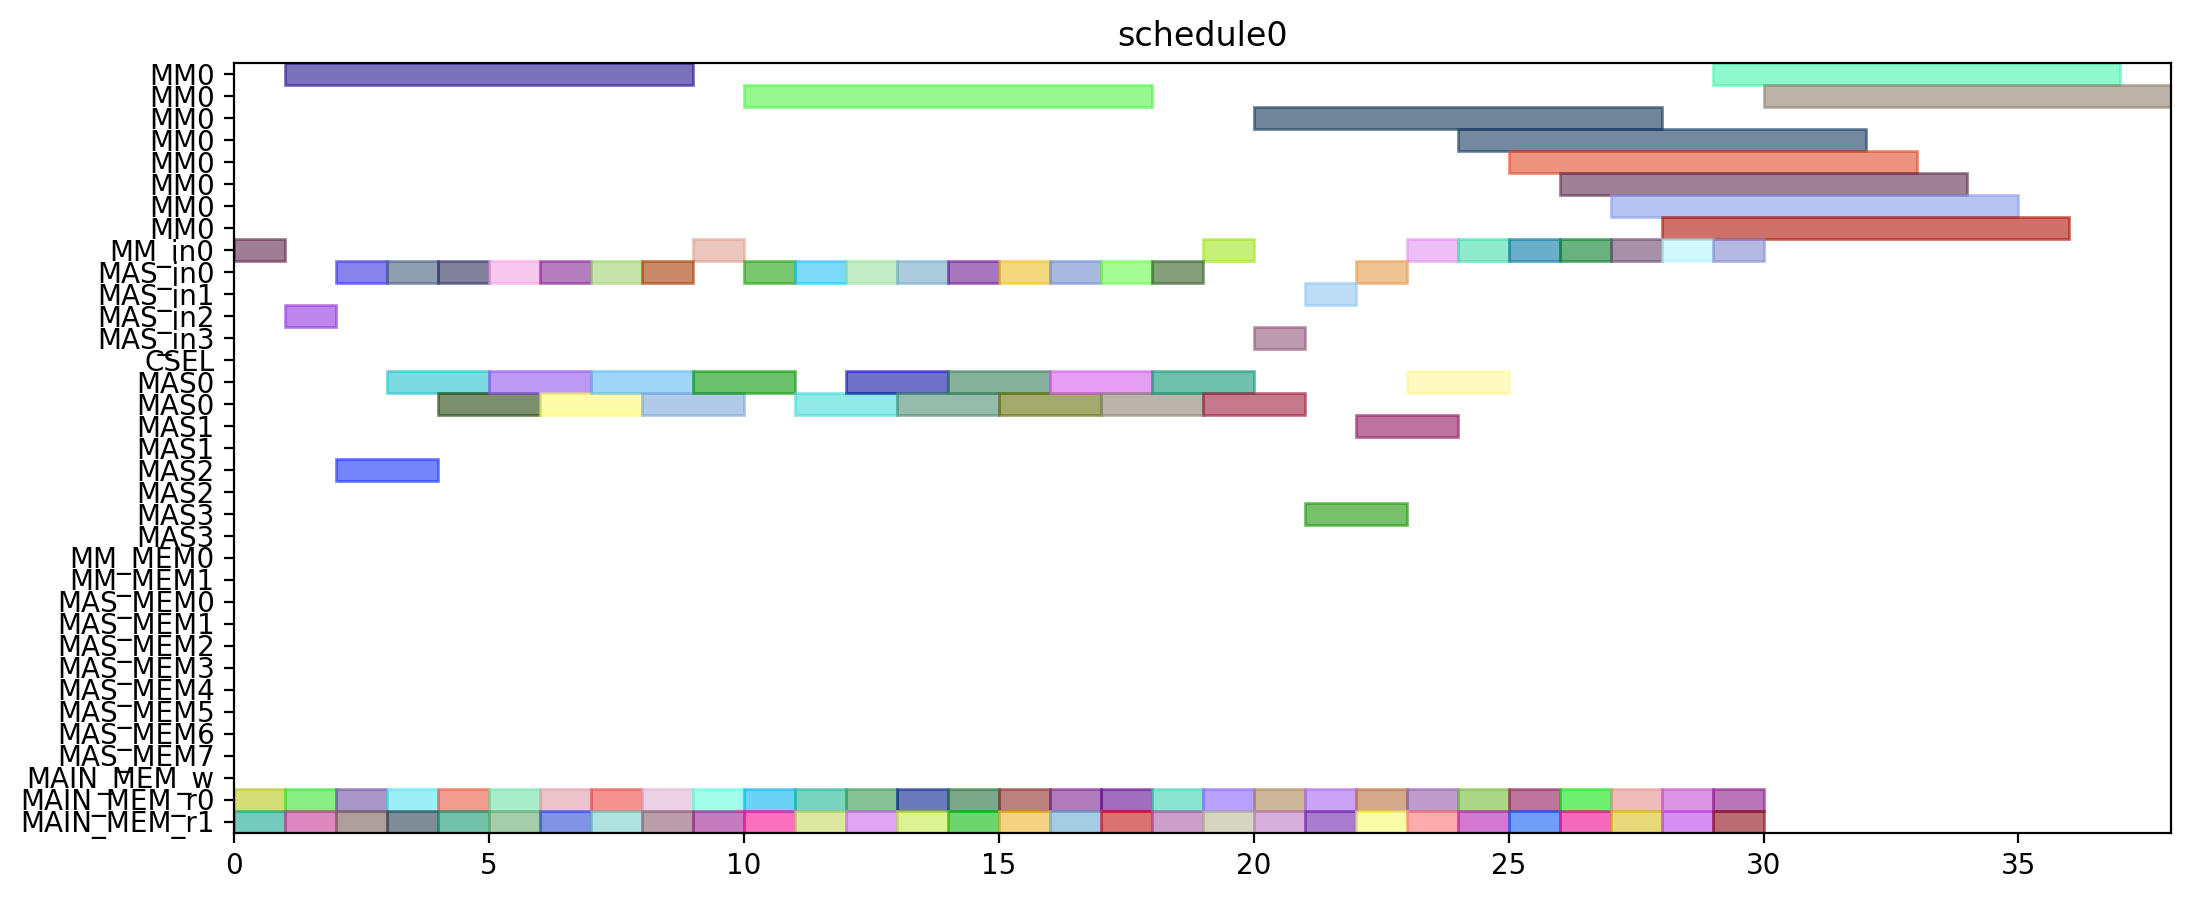 schedule0
MM0
MM0
MM0
MM0
MM0
MM0
MM0
MM0
MM_in0
MAS_in0
MAS_in1
MAS_in2
MAS_in3
CSEL
MAS0
MAS0
MAS1
MAS1
MAS2
MAS2
MAS3
MAS3
MM_MEM0
MM_MEM1
MAS_MEM0
MAS_MEM1
MAS_MEM2
MAS_MEM3
MAS_MEM4
MAS_MEM5
MAS_MEM6
MAS_MEM7
MAIN_MEM_w
MAIN_MEM_r0
MAIN_MEM_r1
0 5 10 15 20 25 30 35